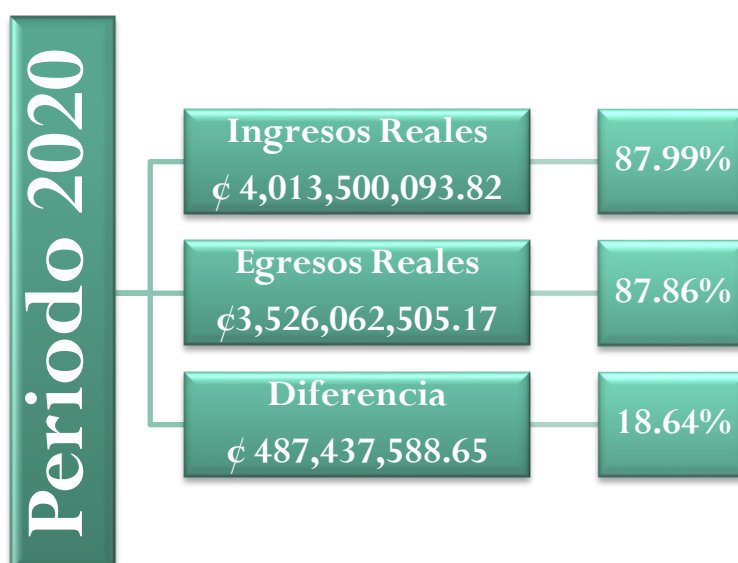 Periodo 2020
Ingresos Reales
₡ 4,013,500,093.82
87.99%
Egresos Reales
₡3,526,062,505.17
87.86%
Diferencia
₡ 487,437,588.65
18.64%